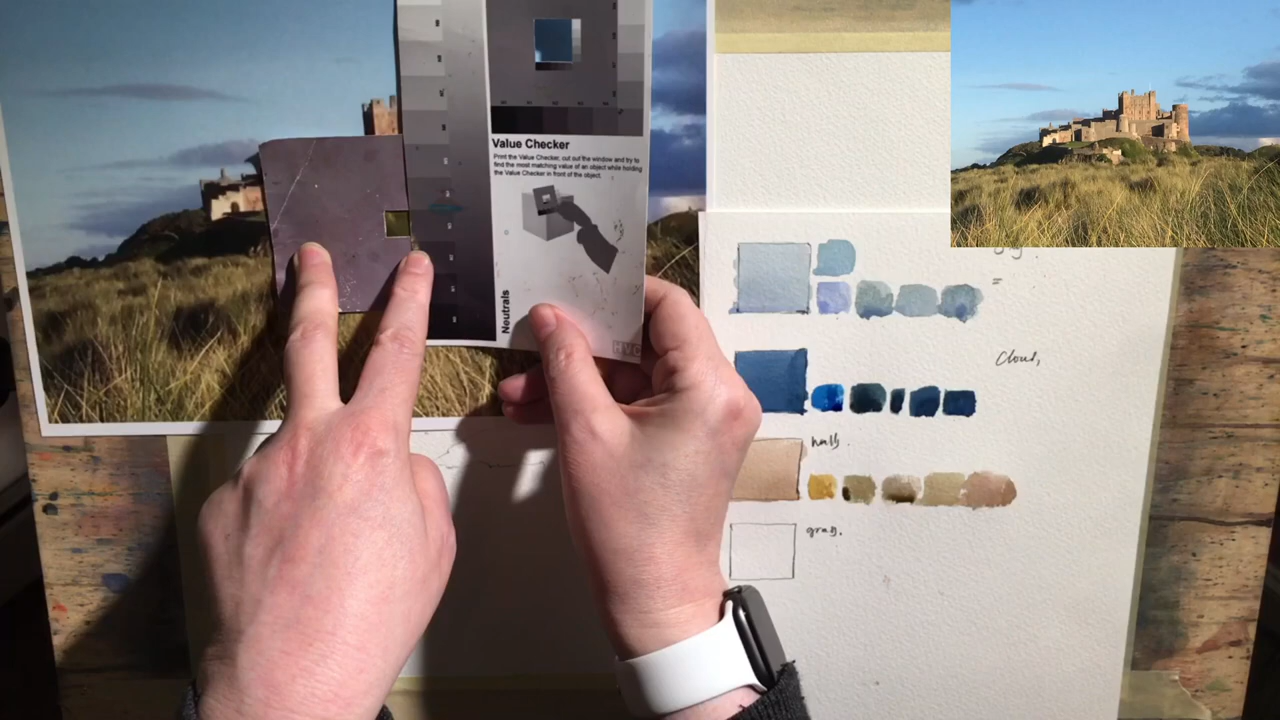 Value Checker
Print the Value Checker, cut out the window and try to
find the most matching value of an object while holding
the Value Checker in front of the object.
Neutrals
HVC
=
Cloud,
walls.
grass.